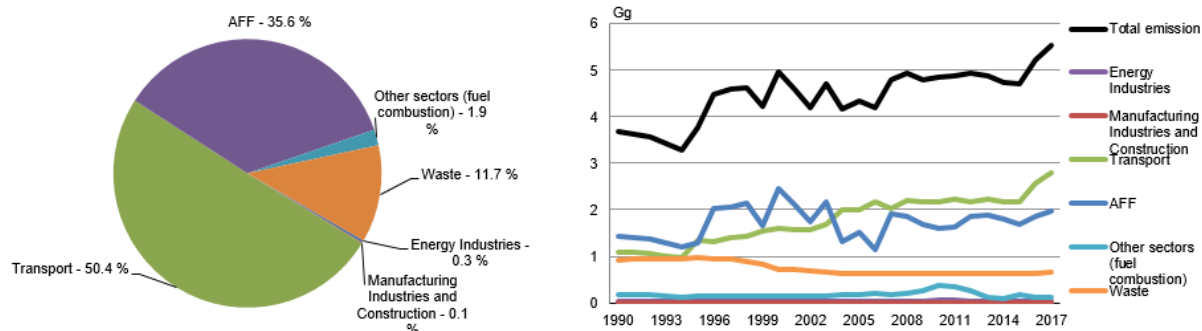 AFF - 35.6 %
Other sectors (fuel
combustion) - 1.9
%
Waste - 11.7 %
Energy Industries -
0.3 %
Manufacturing
Industries and
Construction - 0.1
%
Transport - 50.4 %
Gg
6
5
4
3
2
1
0
1990 1993 1996 1999 2002 2005 2008 2011 2014 2017
Total emission
Energy
Industries
Manufacturing
Industries and
Construction
Transport
AFF
Other sectors
(fuel
combustion)
Waste